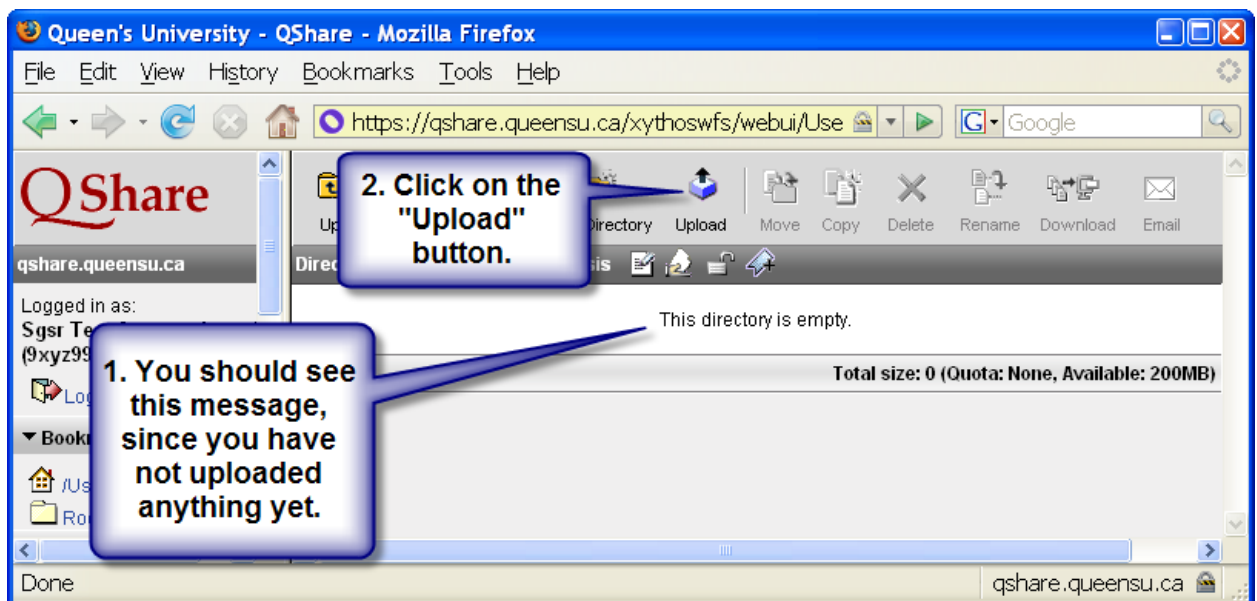 Queen's University - QShare - Mozilla Firefox
File Edit View History Bookmarks Tools Help
https://qshare.queensu.ca/xythoswfs/webui/Use
G Google
QShare
2. Click on the
"Upload"
button.
Directory Upload Move Copy Delete Rename Download Email
qshare.queensu.ca
Logged in as:
Sgsr
This directory is empty.
1. You should see
this message,
since you have
not uploaded
anything yet.
Total size: 0 (Quota: None, Available: 200MB)
Done
qshare.queensu.ca